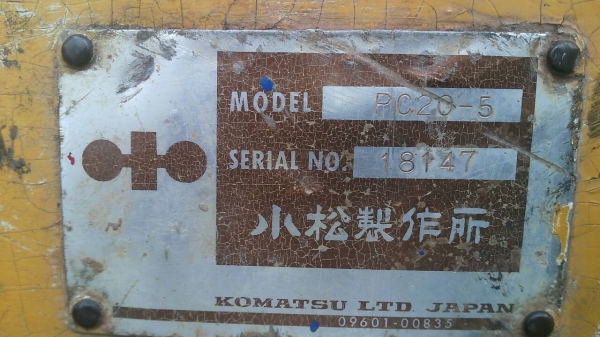 MODEL PC20-5
SERIAL NO. 18147
小松製作所
KOMATSU LTD. JAPAN
09601-00835